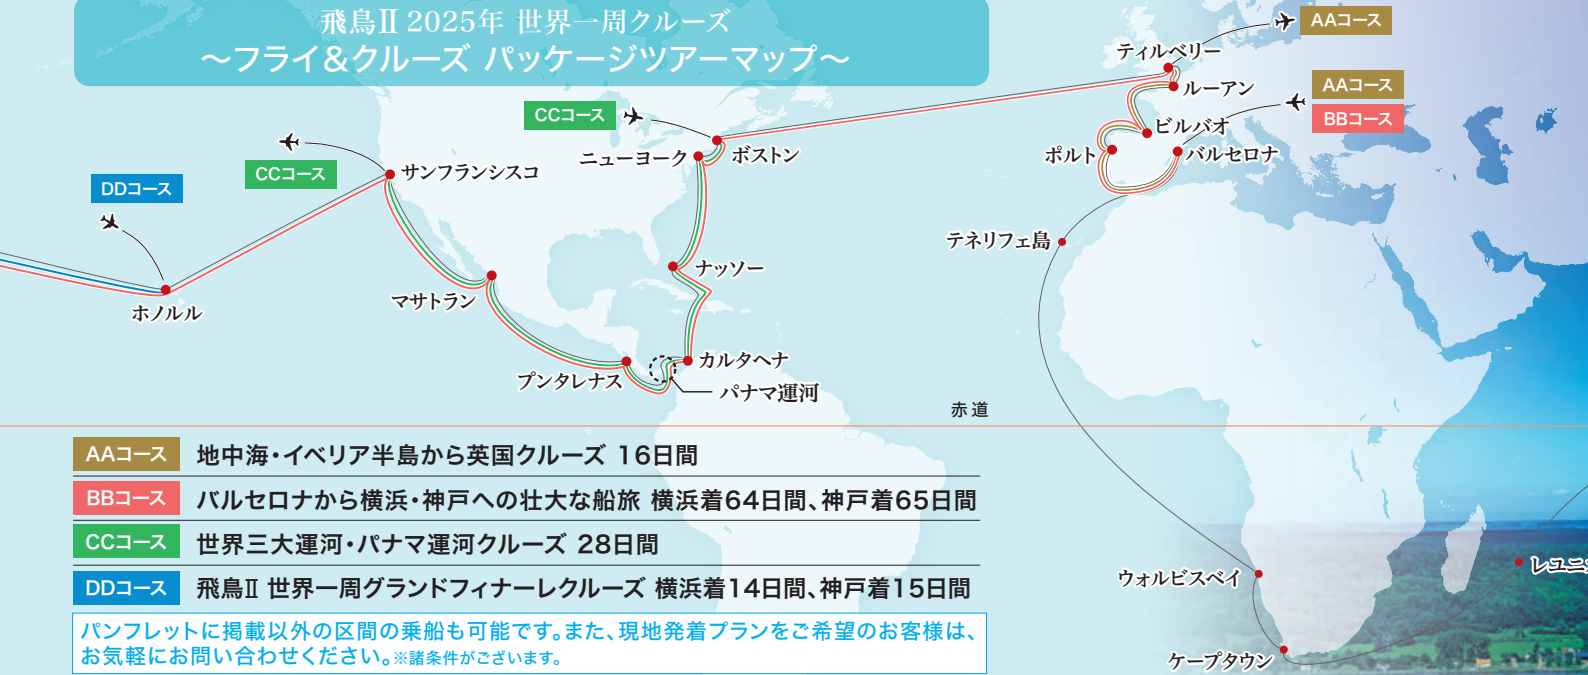 飛鳥Ⅱ 2025年 世界一周クルーズ
～フライ&クルーズ パッケージツアーマップ～
AAコース
ティルベリー
ルーアン
AAコース
BBコース
ビルバオ
ポルト
バルセロナ
CCコース
ニューヨーク
ボストン
サンフランシスコ
CCコース
DDコース
ホノルル
テネリフェ島
ナッソー
マサトラン
カルタヘナ
プンタレナス
パナマ運河
赤道
AAコース 地中海・イベリア半島から英国クルーズ 16日間
BBコース バルセロナから横浜・神戸への壮大な船旅 横浜着64日間、神戸着65日間
CCコース 世界三大運河・パナマ運河クルーズ 28日間
DDコース 飛鳥Ⅱ 世界一周グランドフィナーレクルーズ 横浜着14日間、神戸着15日間
パンフレットに掲載以外の区間の乗船も可能です。また、現地発着プランをご希望のお客様は、
お気軽にお問い合わせください。※諸条件がございます。
ウォルビスベイ
ケープタウン